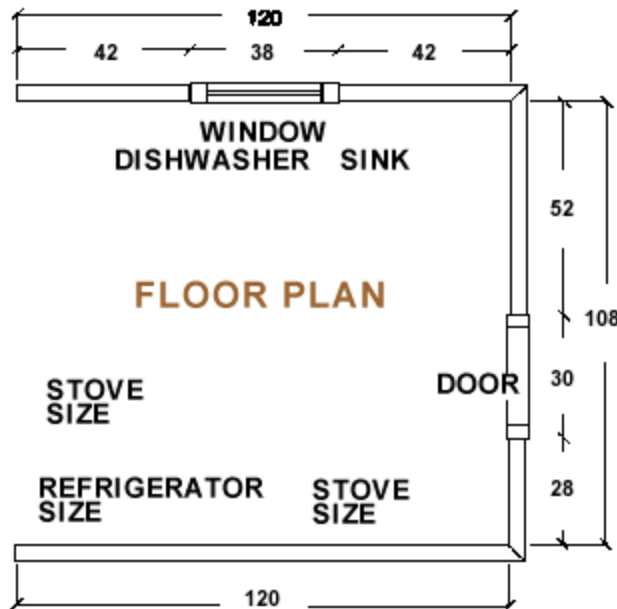 120
42 38 42
WINDOW
DISHWASHER SINK
52
FLOOR PLAN
108
STOVE
SIZE
DOOR
30
REFRIGERATOR
SIZE
STOVE
SIZE
28
120